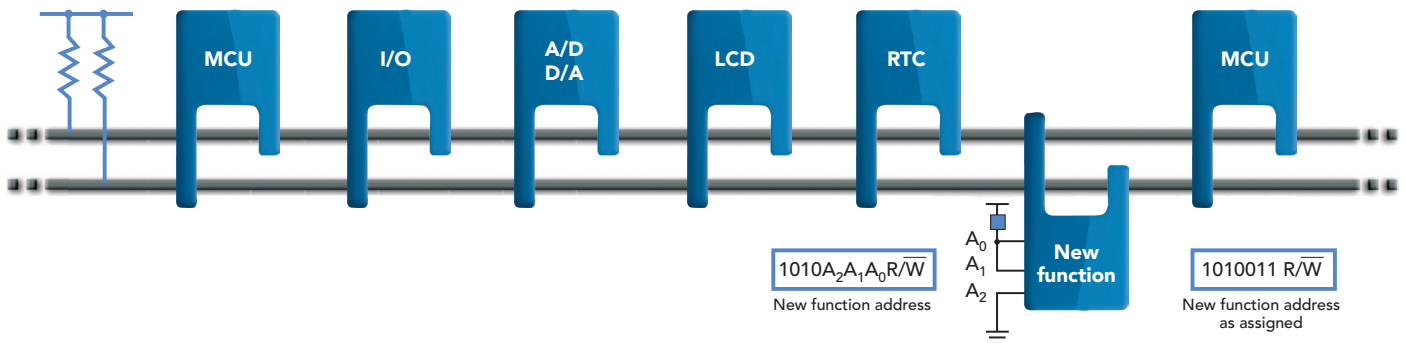 MCU
I/O
A/D
D/A
LCD
RTC
MCU
A₀
A₁
A₂
New
function
1010A₂A₁A₀R/W̅
New function address
1010011 R/W̅
New function address
as assigned